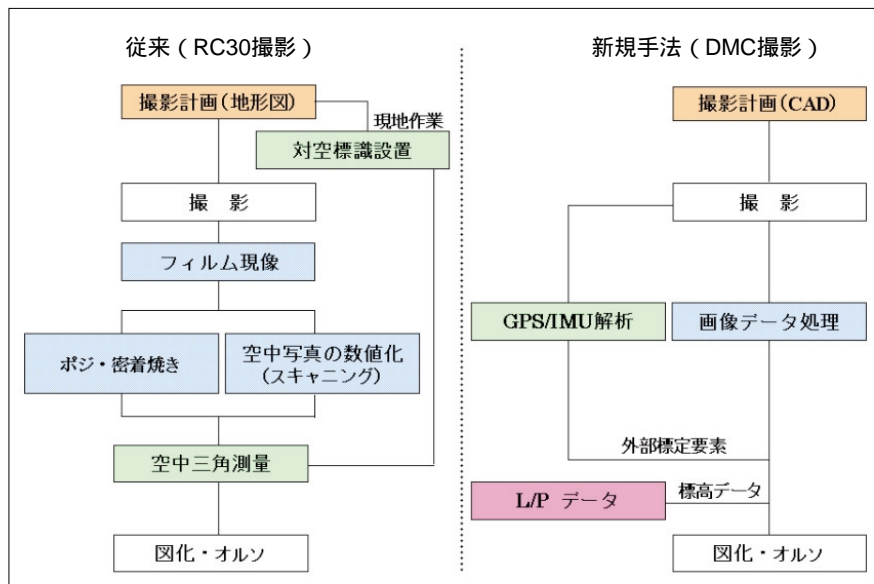 従来（RC30撮影）
撮影計画（地形図）
現地作業
対空標識設置
撮　影
フィルム現像
ポジ・密着焼き
空中写真の数値化
（スキャニング）
空中三角測量
図化・オルソ
新規手法（DMC撮影）
撮影計画（CAD）
撮　影
GPS/IMU解析
画像データ処理
外部標定要素
L/P データ
標高データ
図化・オルソ